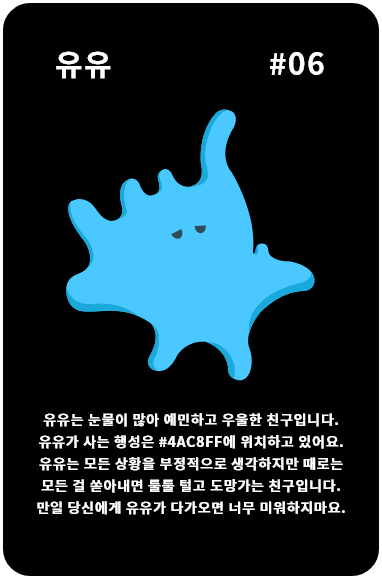 유유
#06
유유는 눈물이 많아 예민하고 우울한 친구입니다.
유유가 사는 행성은 #4AC8FF에 위치하고 있어요.
유유는 모든 상황을 부정적으로 생각하지만 때로는
모든 걸 쏟아내면 툴툴 털고 도망가는 친구입니다.
만일 당신에게 유유가 다가오면 너무 미워하지마요.